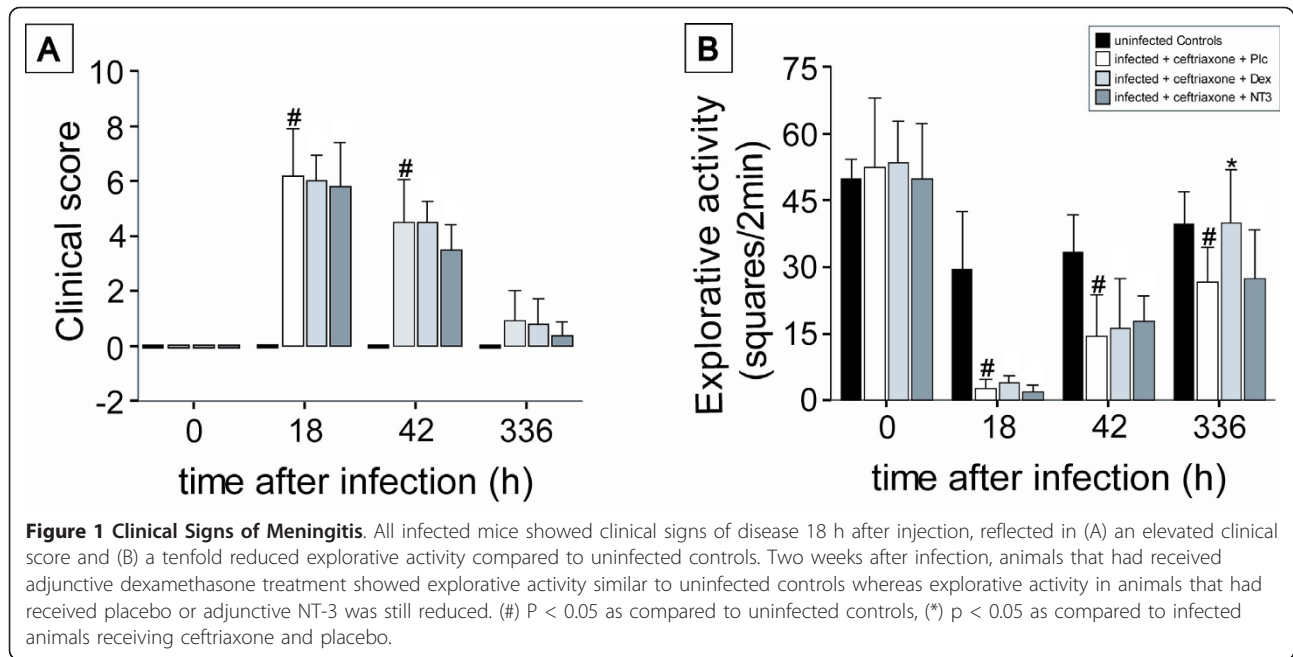 A
B
uninfected Controls
infected + ceftriaxone + Plc
infected + ceftriaxone + Dex
infected + ceftriaxone + NT3
Clinical score
10
8
6
4
2
0
-2
#
#
0
18
42
336
time after infection (h)
Explorative activity
(squares/2min)
75
60
45
30
15
0
#
#
#
*
0
18
42
336
time after infection (h)
Figure 1 Clinical Signs of Meningitis. All infected mice showed clinical signs of disease 18 h after injection, reflected in (A) an elevated clinical
score and (B) a tenfold reduced explorative activity compared to uninfected controls. Two weeks after infection, animals that had received
adjunctive dexamethasone treatment showed explorative activity similar to uninfected controls whereas explorative activity in animals that had
received placebo or adjunctive NT-3 was still reduced. (#) P < 0.05 as compared to uninfected controls, (*) p < 0.05 as compared to infected
animals receiving ceftriaxone and placebo.